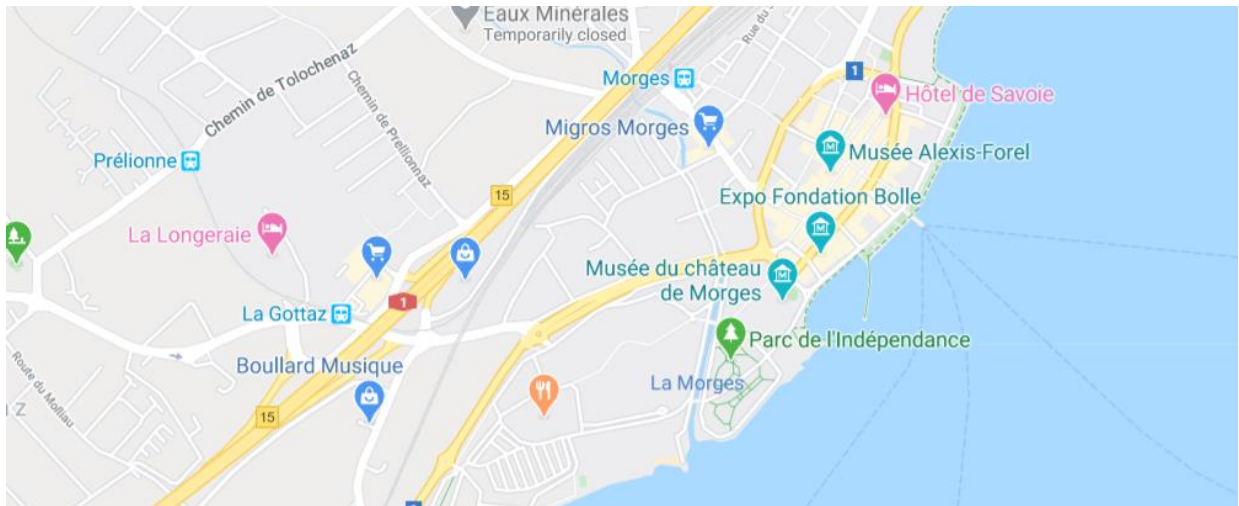 Eaux Minérales
Temporarily closed
Rue du
Chemin de Tolochenaz
Chemin de Prellionnaz
Morges
1
Hôtel de Savoie
Migros Morges
Prélionne
Musée Alexis-Forel
15
Expo Fondation Bolle
La Longeraie
Musée du château
de Morges
1
La Gottaz
Parc de l'Indépendance
Boullard Musique
La Morges
Route du Molliau
15
Z